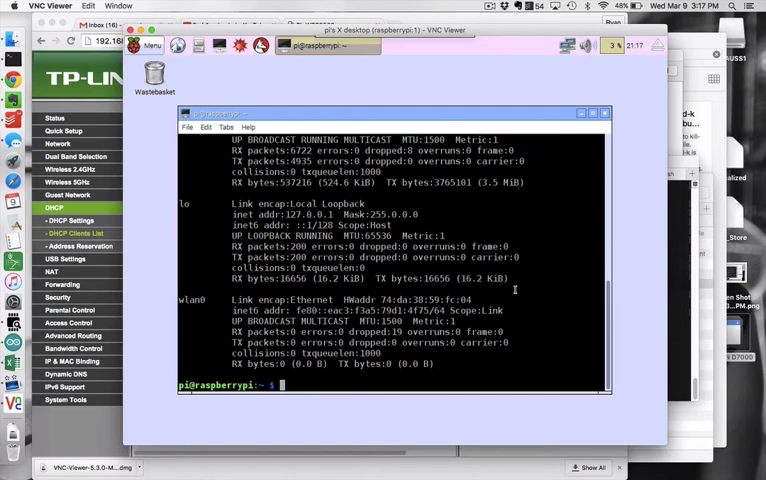 VNC Viewer Edit Window
54
48% Wed Mar 9 3:17 PM
Inbox (16)
Ryan
pi's X desktop (raspberrypi:1) - VNC Viewer
192.168
Menu
pi@raspberrypi: ~
3 %
21:17
AUSS1
TP-LIN
Wastebasket
pi@raspberrypi: ~
File Edit Tabs Help
UP BROADCAST RUNNING MULTICAST MTU:1500 Metric:1
RX packets:6722 errors:0 dropped:8 overruns:0 frame:0
TX packets:4935 errors:0 dropped:0 overruns:0 carrier:0
collisions:0 txqueuelen:1000
RX bytes:537216 (524.6 KiB) TX bytes:3765101 (3.5 MiB)
lo Link encap:Local Loopback
inet addr:127.0.0.1 Mask:255.0.0.0
inet6 addr: ::1/128 Scope:Host
UP LOOPBACK RUNNING MTU:65536 Metric:1
RX packets:200 errors:0 dropped:0 overruns:0 frame:0
TX packets:200 errors:0 dropped:0 overruns:0 carrier:0
collisions:0 txqueuelen:0
RX bytes:16656 (16.2 KiB) TX bytes:16656 (16.2 KiB)
wlan0 Link encap:Ethernet HWaddr 74:da:38:59:fc:04
inet6 addr: fe80::eac3:f3a5:79d1:4f75/64 Scope:Link
UP BROADCAST MULTICAST MTU:1500 Metric:1
RX packets:0 errors:0 dropped:19 overruns:0 frame:0
TX packets:0 errors:0 dropped:0 overruns:0 carrier:0
collisions:0 txqueuelen:1000
RX bytes:0 (0.0 B) TX bytes:0 (0.0 B)
pi@raspberrypi:~ $
Status
Quick Setup
Network
Dual Band Selection
Wireless 2.4GHz
Wireless 5GHz
Guest Network
DHCP
- DHCP Settings
- DHCP Clients List
- Address Reservation
USB Settings
NAT
Forwarding
Security
Parental Control
Access Control
Advanced Routing
Bandwidth Control
IP & MAC Binding
Dynamic DNS
IPv6 Support
System Tools
d-k
to kill-
_Store
een Shot
D7000
VNC-Viewer-5.3.0-M....dmg
Show All